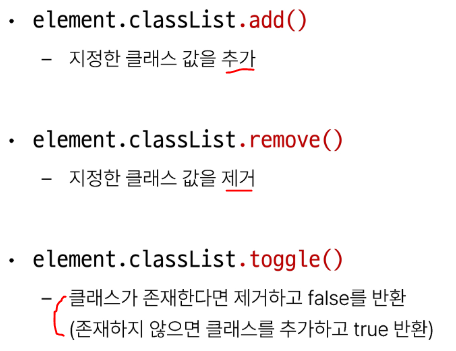 • element.classList.add()
– 지정한 클래스 값을 추가
• element.classList.remove()
– 지정한 클래스 값을 제거
• element.classList.toggle()
– 클래스가 존재한다면 제거하고 false를 반환
(존재하지 않으면 클래스를 추가하고 true 반환)